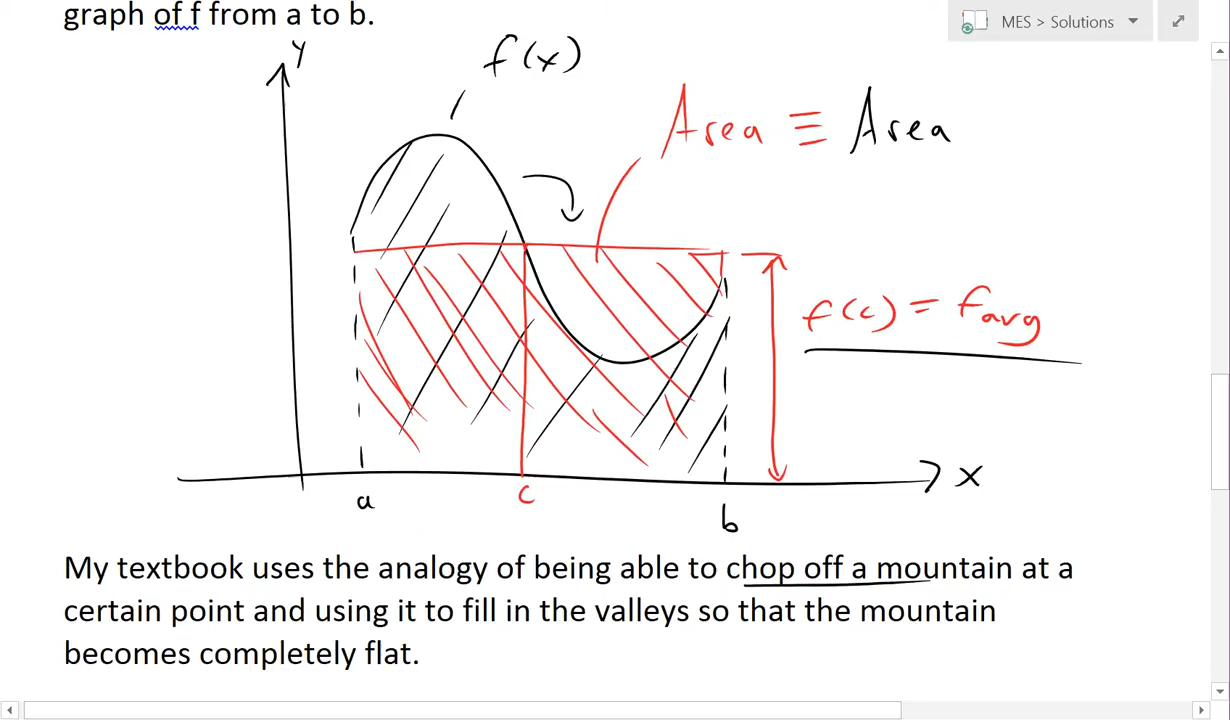 graph of f from a to b.
MES > Solutions
y
f(x)
Area ≡ Area
f(c) = favg
x
a
c
b
My textbook uses the analogy of being able to chop off a mountain at a
certain point and using it to fill in the valleys so that the mountain
becomes completely flat.